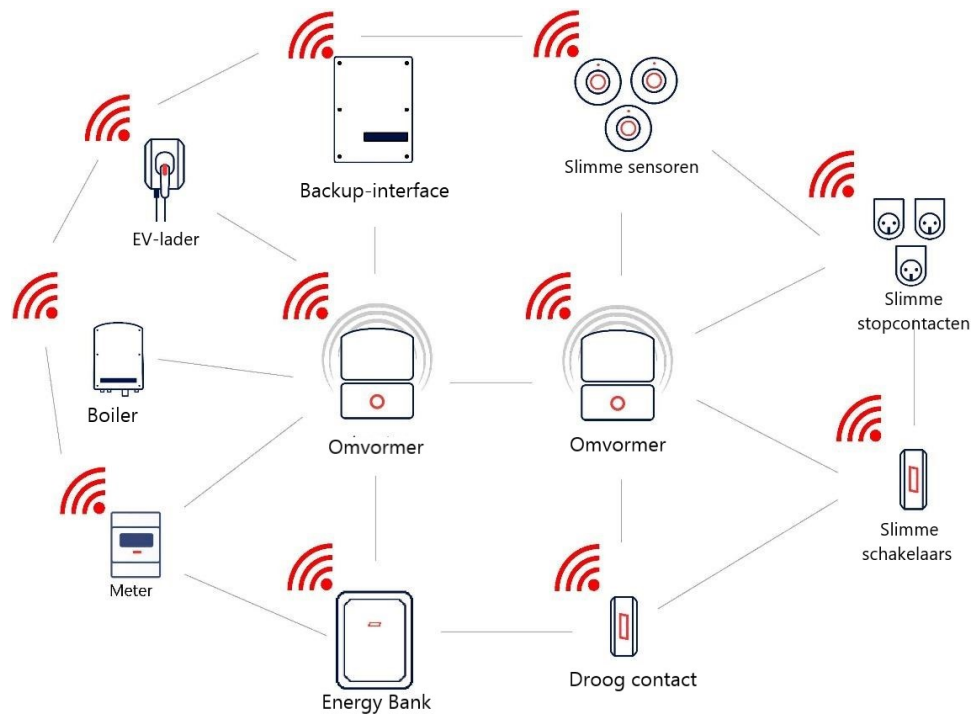 Slimme sensoren
Backup-interface
EV-lader
Slimme
stopcontacten
Boiler
Omvormer
Omvormer
Slimme
schakelaars
Meter
Droog contact
Energy Bank